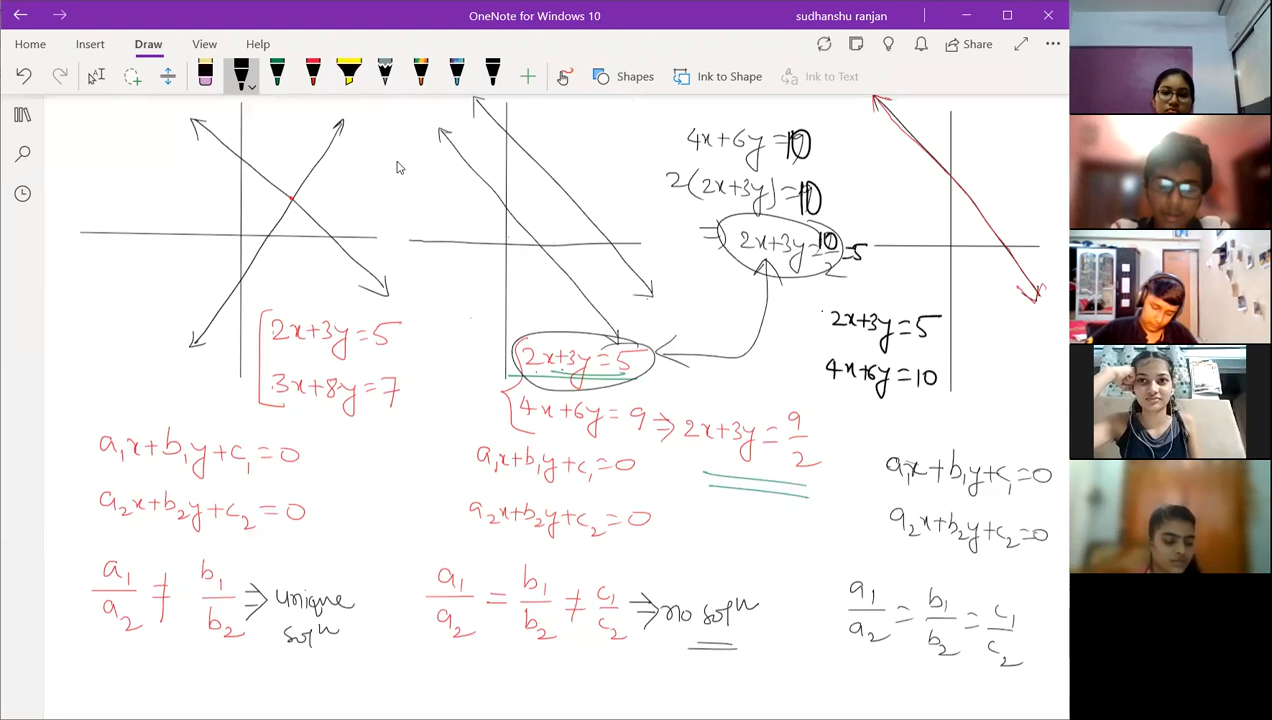 OneNote for Windows 10
sudhanshu ranjan
Home Insert Draw View Help
Share
Shapes
Ink to Shape
Ink to Text
4x+6y=10
2(2x+3y)=10
⇒ 2x+3y=10/2=5
2x+3y=5
3x+8y=7
a₁x+b₁y+c₁=0
a₂x+b₂y+c₂=0
a₁/a₂ ≠ b₁/b₂ ⇒ unique
solⁿ
2x+3y=5
4x+6y=9 ⇒ 2x+3y=9/2
a₁x+b₁y+c₁=0
a₂x+b₂y+c₂=0
a₁/a₂ = b₁/b₂ ≠ c₁/c₂ ⇒ no solⁿ
2x+3y=5
4x+6y=10
a₁x+b₁y+c₁=0
a₂x+b₂y+c₂=0
a₁/a₂ = b₁/b₂ = c₁/c₂